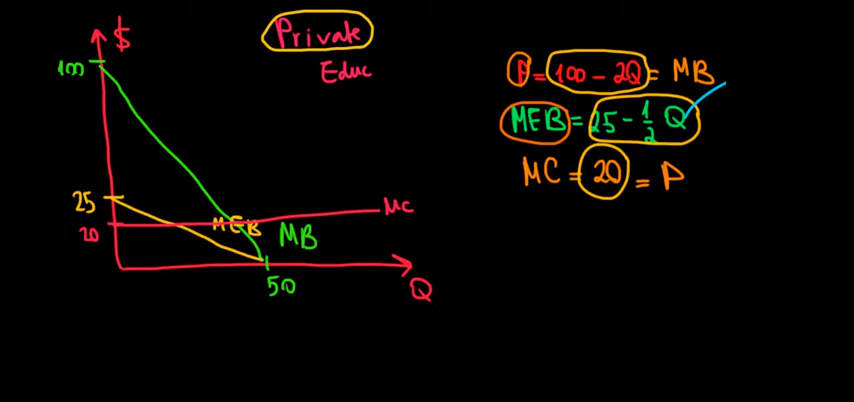 $
Private
Educ
100
25
20
MEB
MB
MC
50
Q
P = 100 - 2Q = MB
MEB = 25 - 1/2 Q
MC = 20 = P